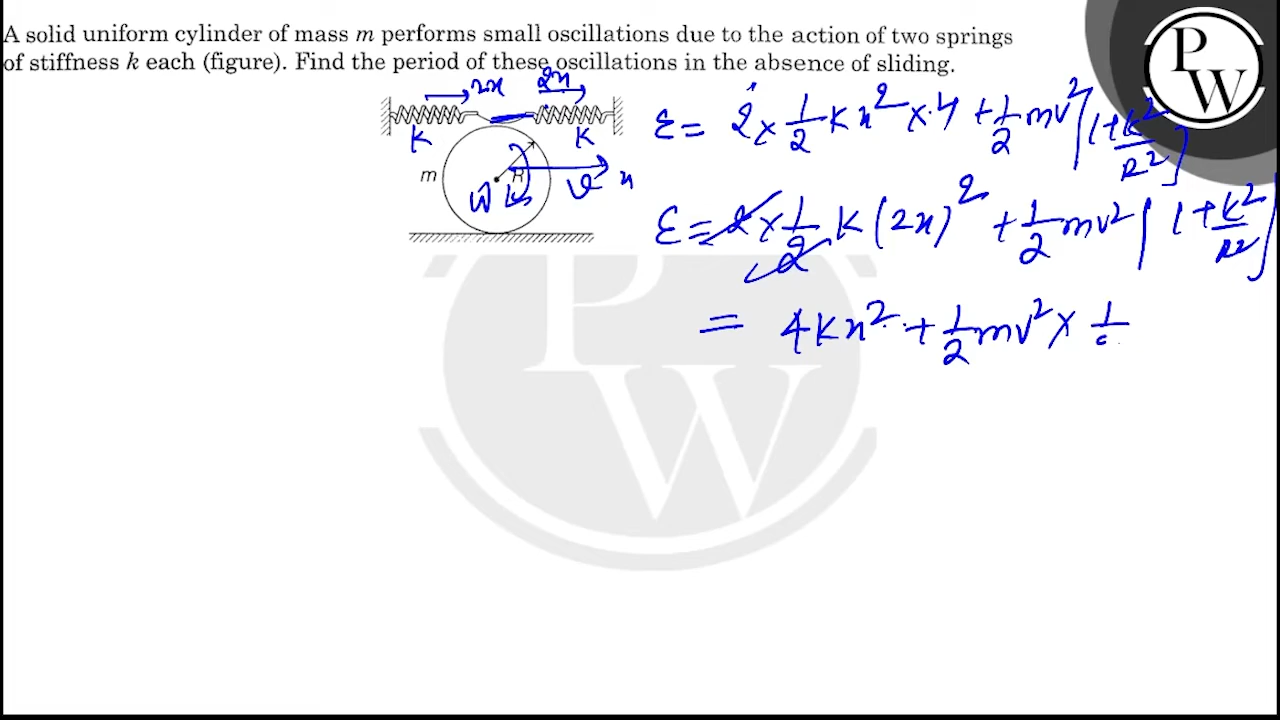 A solid uniform cylinder of mass m performs small oscillations due to the action of two springs
of stiffness k each (figure). Find the period of these oscillations in the absence of sliding.
2x 2x
K K
m R
ω v x
ε = 2 × 1/2 K x² × 4 + 1/2 mv² [1 + K²/R²]
ε = 2 × 1/2 K (2x)² + 1/2 mv² [1 + K²/R²]
= 4Kx² + 1/2 mv² × 1
P
W
P
W